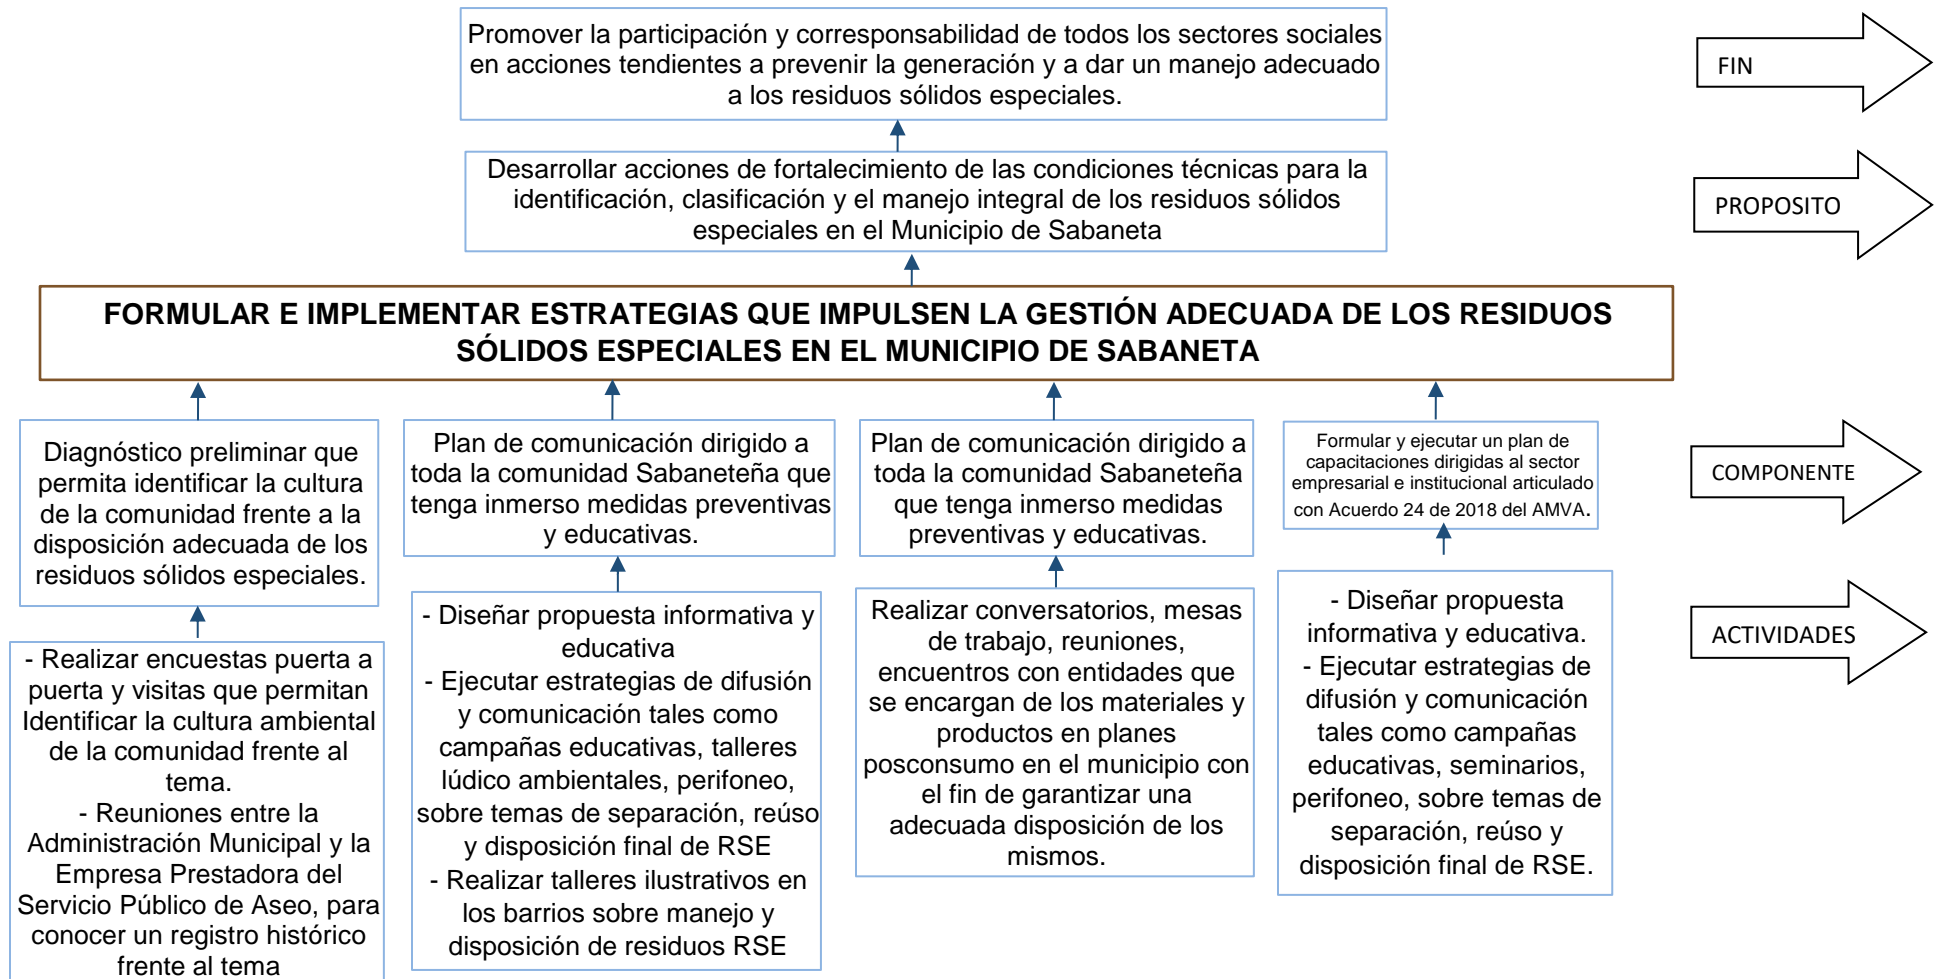 Promover la participación y corresponsabilidad de todos los sectores sociales
en acciones tendientes a prevenir la generación y a dar un manejo adecuado
a los residuos sólidos especiales.
FIN
Desarrollar acciones de fortalecimiento de las condiciones técnicas para la
identificación, clasificación y el manejo integral de los residuos sólidos
especiales en el Municipio de Sabaneta
PROPOSITO
FORMULAR E IMPLEMENTAR ESTRATEGIAS QUE IMPULSEN LA GESTIÓN ADECUADA DE LOS RESIDUOS
SÓLIDOS ESPECIALES EN EL MUNICIPIO DE SABANETA
Diagnóstico preliminar que
permita identificar la cultura
de la comunidad frente a la
disposición adecuada de los
residuos sólidos especiales.
Plan de comunicación dirigido a
toda la comunidad Sabaneteña que
tenga inmerso medidas preventivas
y educativas.
Plan de comunicación dirigido a
toda la comunidad Sabaneteña
que tenga inmerso medidas
preventivas y educativas.
Formular y ejecutar un plan de
capacitaciones dirigidas al sector
empresarial e institucional articulado
con Acuerdo 24 de 2018 del AMVA.
COMPONENTE
- Realizar encuestas puerta a
puerta y visitas que permitan
Identificar la cultura ambiental
de la comunidad frente al
tema.
- Reuniones entre la
Administración Municipal y la
Empresa Prestadora del
Servicio Público de Aseo, para
conocer un registro histórico
frente al tema
- Diseñar propuesta informativa y
educativa
- Ejecutar estrategias de difusión
y comunicación tales como
campañas educativas, talleres
lúdico ambientales, perifoneo,
sobre temas de separación, reúso
y disposición final de RSE
- Realizar talleres ilustrativos en
los barrios sobre manejo y
disposición de residuos RSE
Realizar conversatorios, mesas
de trabajo, reuniones,
encuentros con entidades que
se encargan de los materiales y
productos en planes
posconsumo en el municipio con
el fin de garantizar una
adecuada disposición de los
mismos.
- Diseñar propuesta
informativa y educativa.
- Ejecutar estrategias de
difusión y comunicación
tales como campañas
educativas, seminarios,
perifoneo, sobre temas de
separación, reúso y
disposición final de RSE.
ACTIVIDADES